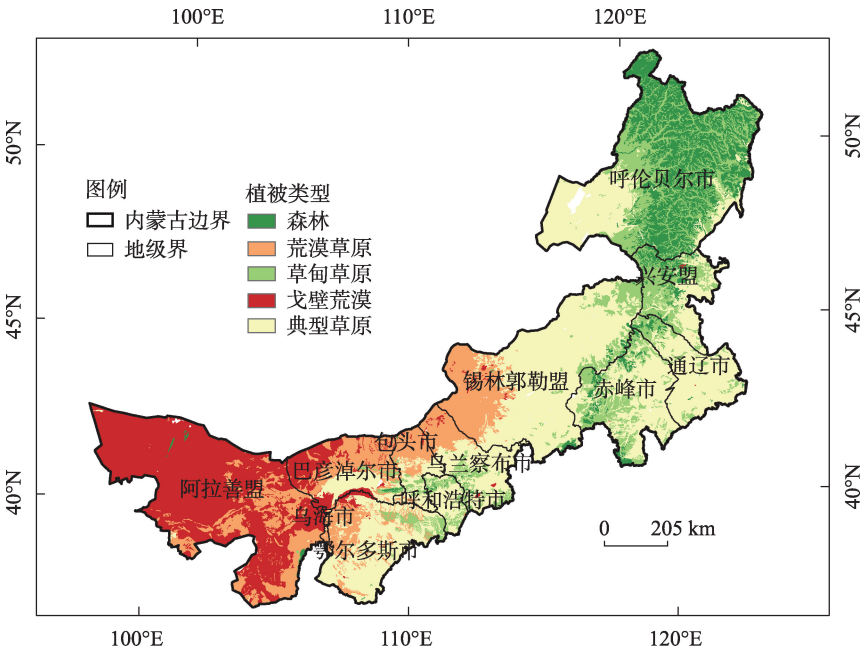 100°E 110°E 120°E
50°N 50°N
呼伦贝尔市
图例 植被类型
内蒙古边界 森林
地级界 荒漠草原
草甸草原
戈壁荒漠
典型草原
兴安盟
45°N 45°N
通辽市
锡林郭勒盟 赤峰市
包头市
乌兰察布市
巴彦淖尔市
阿拉善盟
40°N 40°N
呼和浩特市
乌海市
鄂尔多斯市
0 205 km
100°E 110°E 120°E